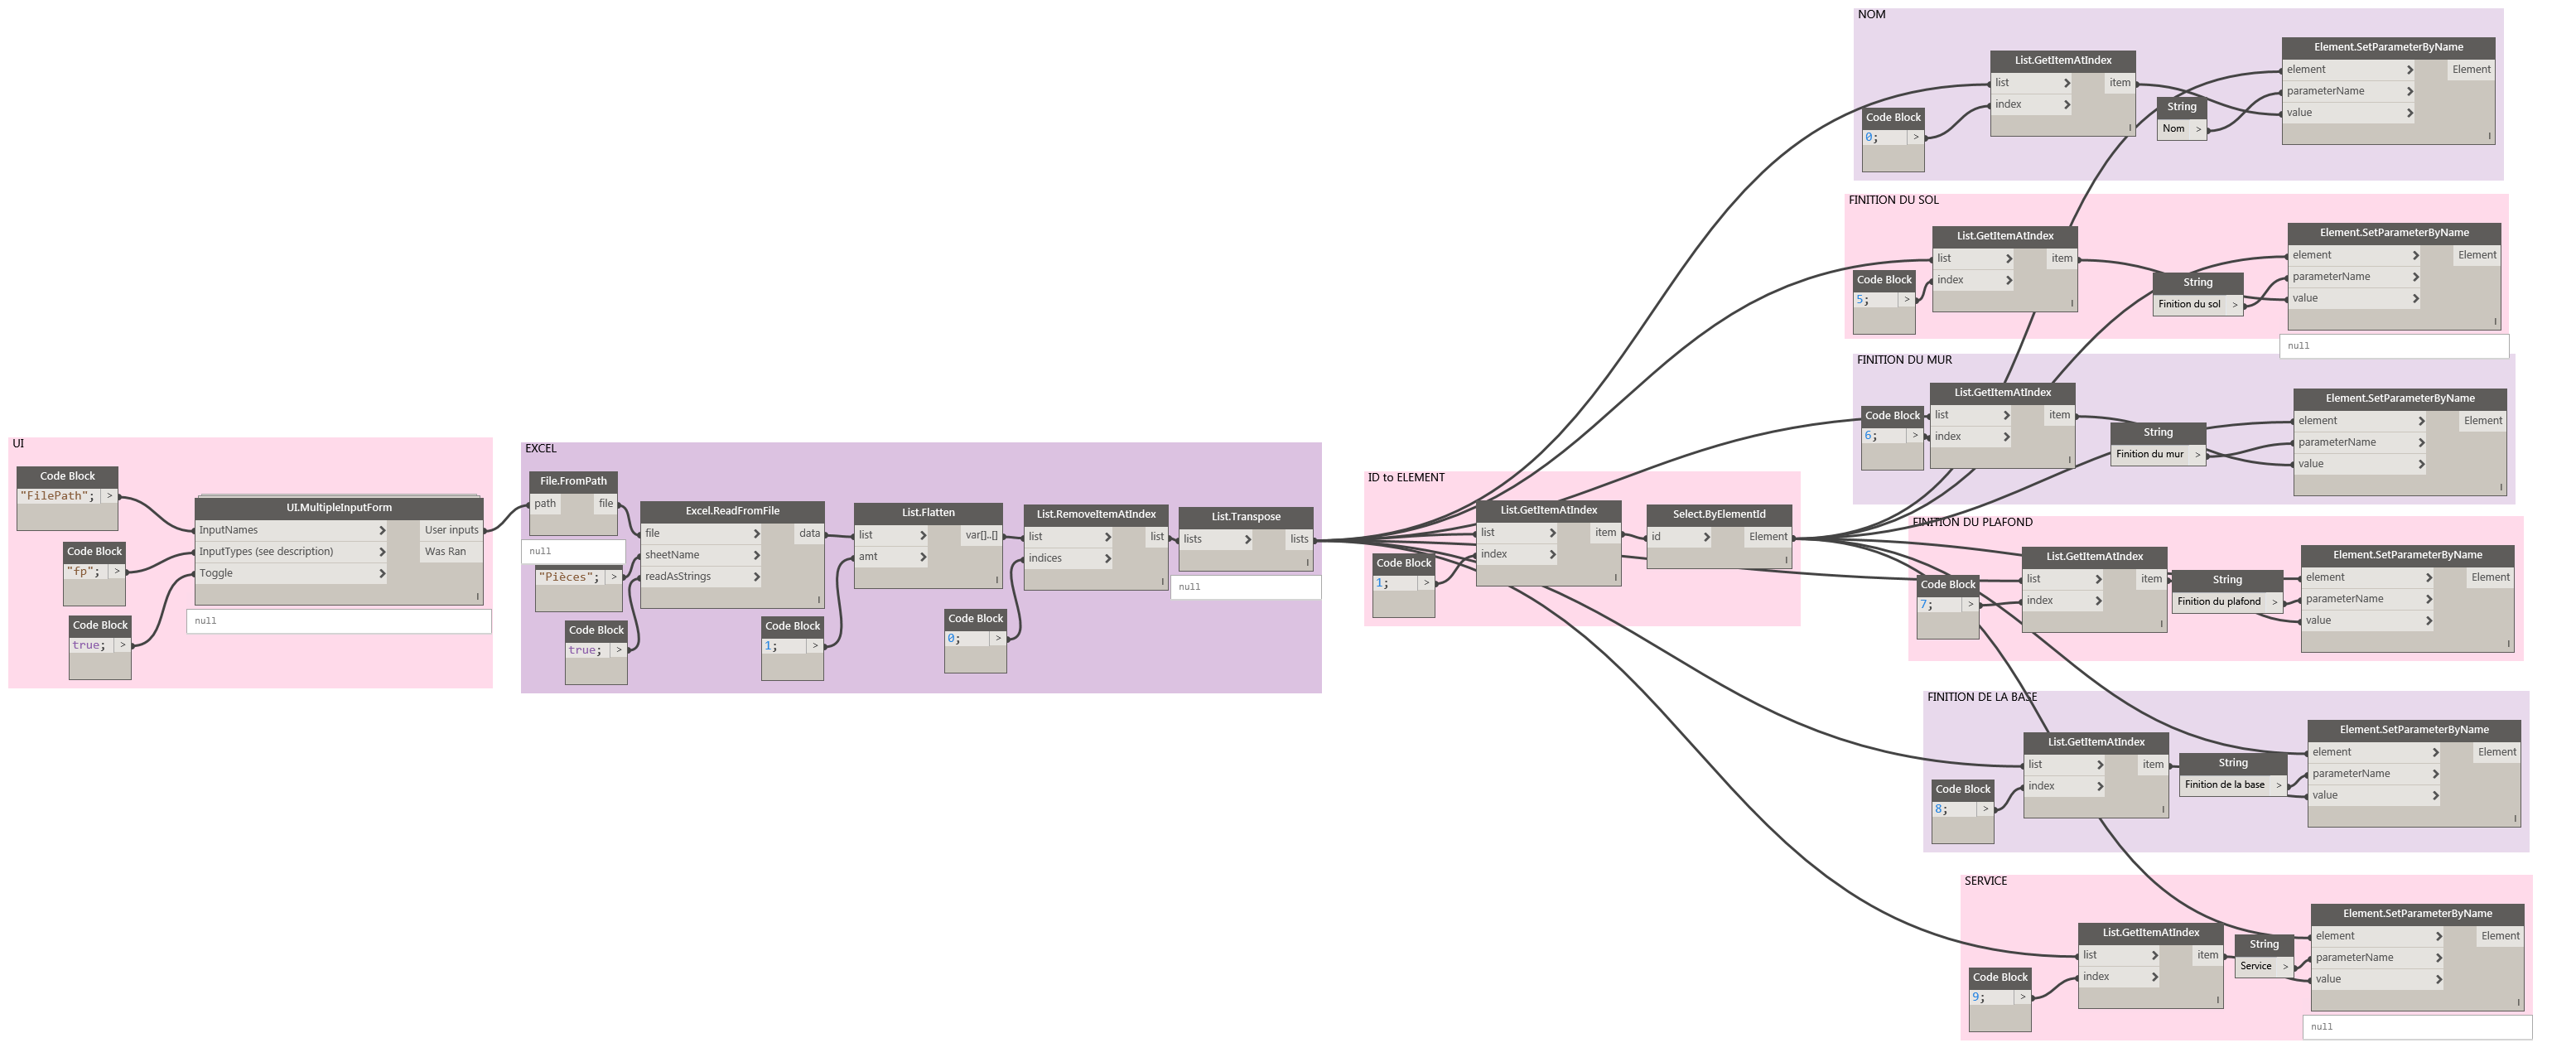 UI
Code Block
"FilePath"; >
Code Block
"fp"; >
Code Block
true; >
UI.MultipleInputForm
InputNames > User inputs
InputTypes (see description) > Was Ran
Toggle >
null
EXCEL
File.FromPath
path file
null
"Pièces"; >
Code Block
true; >
Excel.ReadFromFile
file > data
sheetName >
readAsStrings >
Code Block
1; >
List.Flatten
list > var[]..[]
amt >
Code Block
0; >
List.RemoveItemAtIndex
list > list
indices >
List.Transpose
lists > lists
null
ID to ELEMENT
Code Block
1; >
List.GetItemAtIndex
list > item
index >
Select.ByElementId
id > Element
NOM
Code Block
0; >
List.GetItemAtIndex
list > item
index >
String
Nom >
Element.SetParameterByName
element > Element
parameterName >
value >
FINITION DU SOL
Code Block
5; >
List.GetItemAtIndex
list > item
index >
String
Finition du sol >
Element.SetParameterByName
element > Element
parameterName >
value >
null
FINITION DU MUR
Code Block
6; >
List.GetItemAtIndex
list > item
index >
String
Finition du mur >
Element.SetParameterByName
element > Element
parameterName >
value >
FINITION DU PLAFOND
Code Block
7; >
List.GetItemAtIndex
list > item
index >
String
Finition du plafond >
Element.SetParameterByName
element > Element
parameterName >
value >
FINITION DE LA BASE
Code Block
8; >
List.GetItemAtIndex
list > item
index >
String
Finition de la base >
Element.SetParameterByName
element > Element
parameterName >
value >
SERVICE
Code Block
9; >
List.GetItemAtIndex
list > item
index >
String
Service >
Element.SetParameterByName
element > Element
parameterName >
value >
null